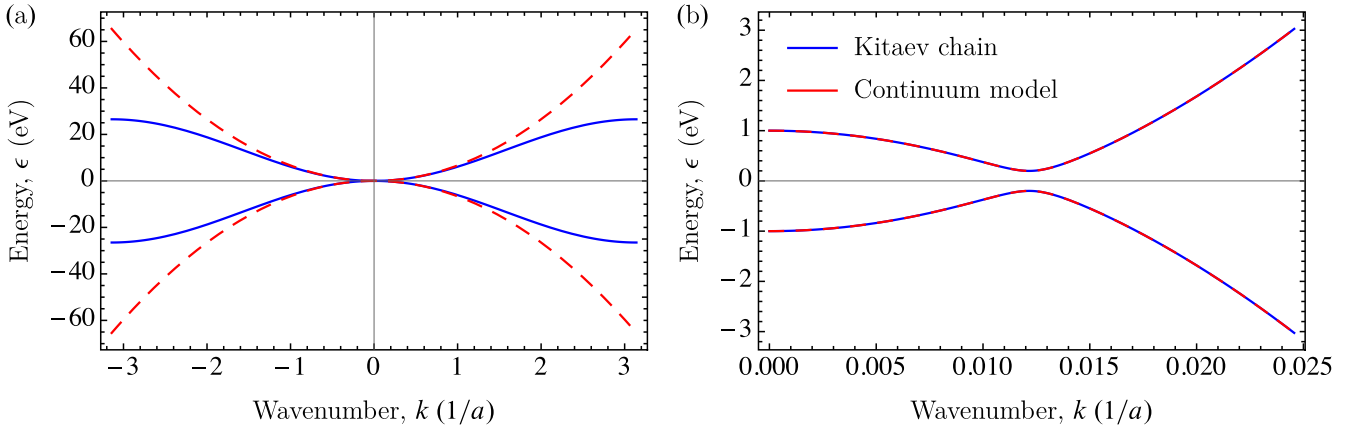 (a)
Energy, ϵ (eV)
60
40
20
0
−20
−40
−60
−3 −2 −1 0 1 2 3
Wavenumber, k (1/a)
(b)
Energy, ϵ (eV)
3
2
1
0
−1
−2
−3
Kitaev chain
Continuum model
0.000 0.005 0.010 0.015 0.020 0.025
Wavenumber, k (1/a)